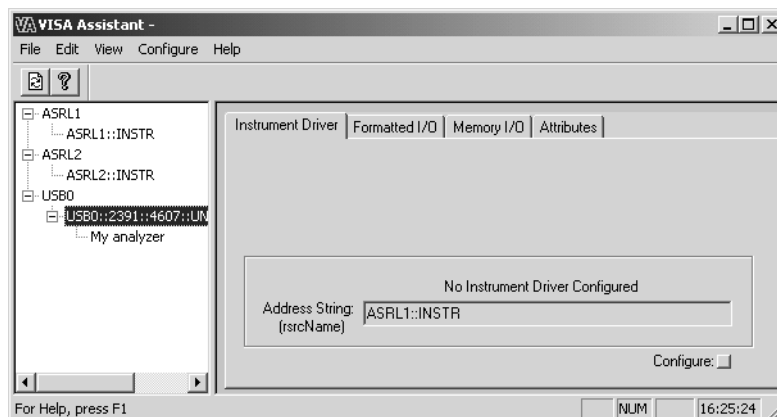 VISA Assistant -
File Edit View Configure Help
ASRL1
ASRL1::INSTR
ASRL2
ASRL2::INSTR
USB0
USB0::2391::4607::UN
My analyzer
Instrument Driver Formatted I/O Memory I/O Attributes
No Instrument Driver Configured
Address String: ASRL1::INSTR
(rsrcName)
Configure:
For Help, press F1 NUM 16:25:24